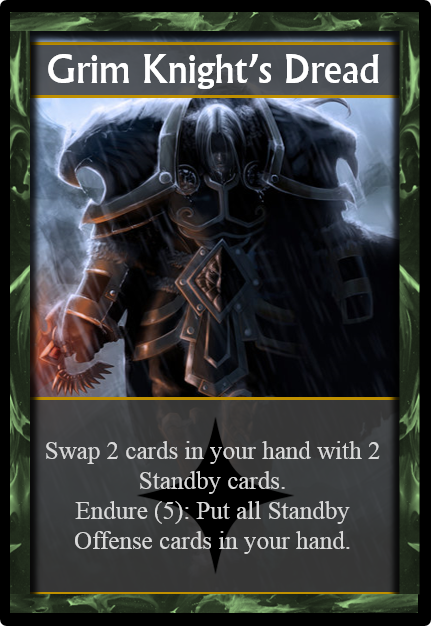 Grim Knight's Dread
Swap 2 cards in your hand with 2
Standby cards.
Endure (5): Put all Standby
Offense cards in your hand.